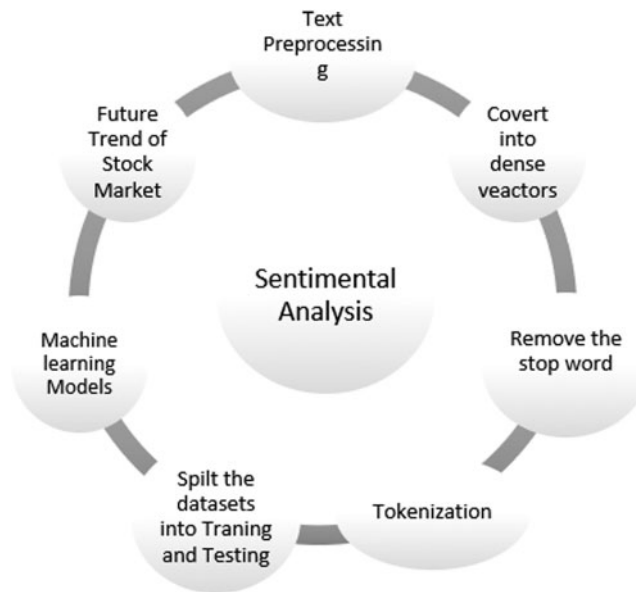 Text
Preprocessin
g
Covert
into
dense
veactors
Remove the
stop word
Tokenization
Spilt the
datasets
into Traning
and Testing
Machine
learning
Models
Future
Trend of
Stock
Market
Sentimental
Analysis